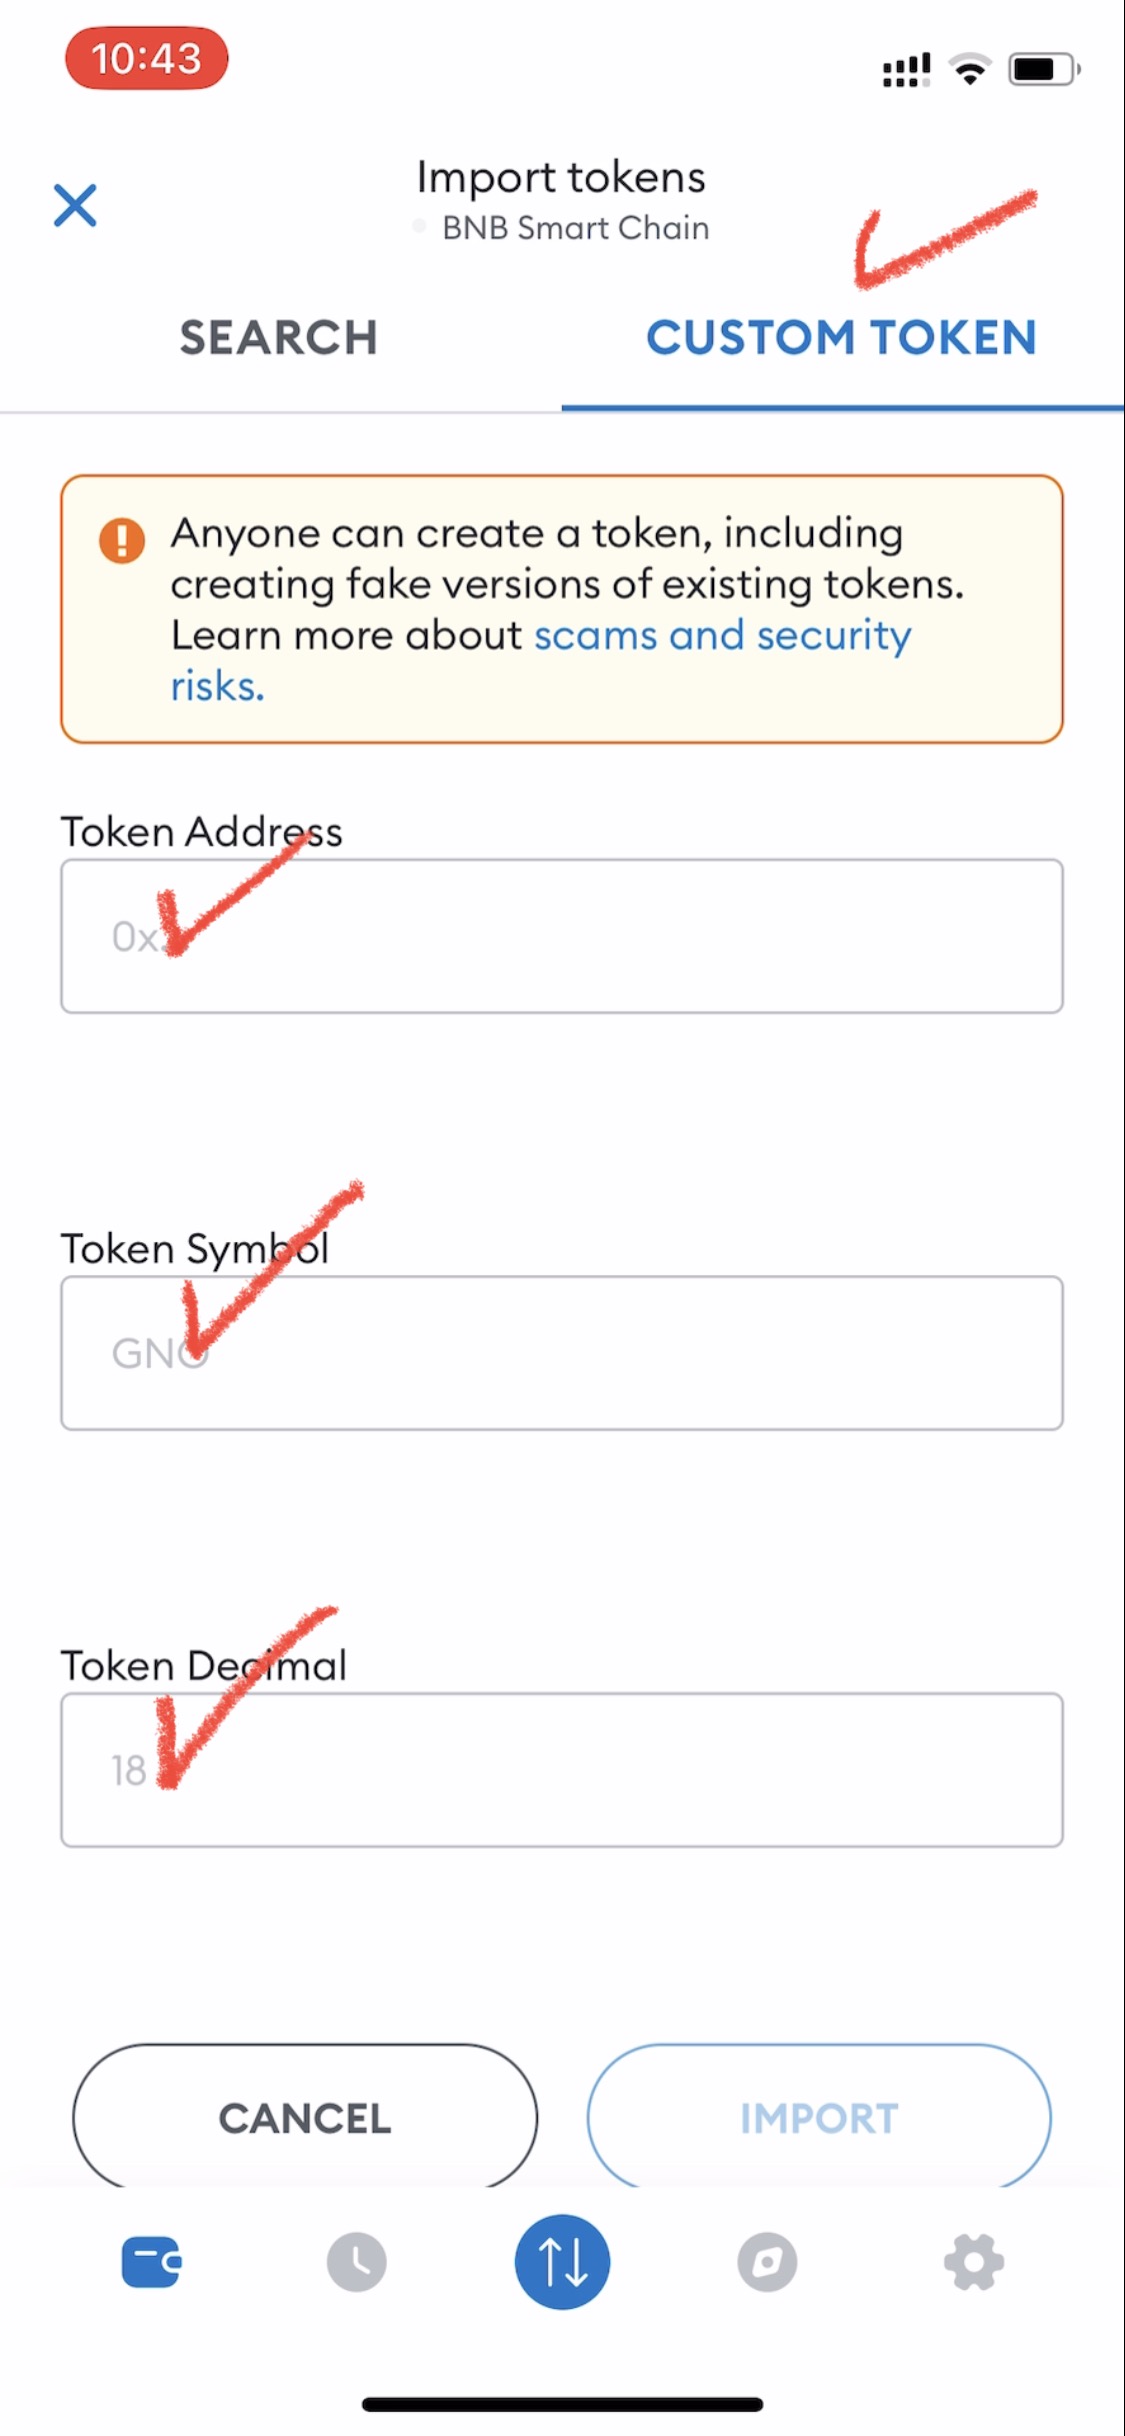 10:43
Import tokens
BNB Smart Chain
SEARCH
CUSTOM TOKEN
Anyone can create a token, including
creating fake versions of existing tokens.
Learn more about scams and security
risks.
Token Address
0x...
Token Symbol
GNO
Token Decimal
18
CANCEL
IMPORT